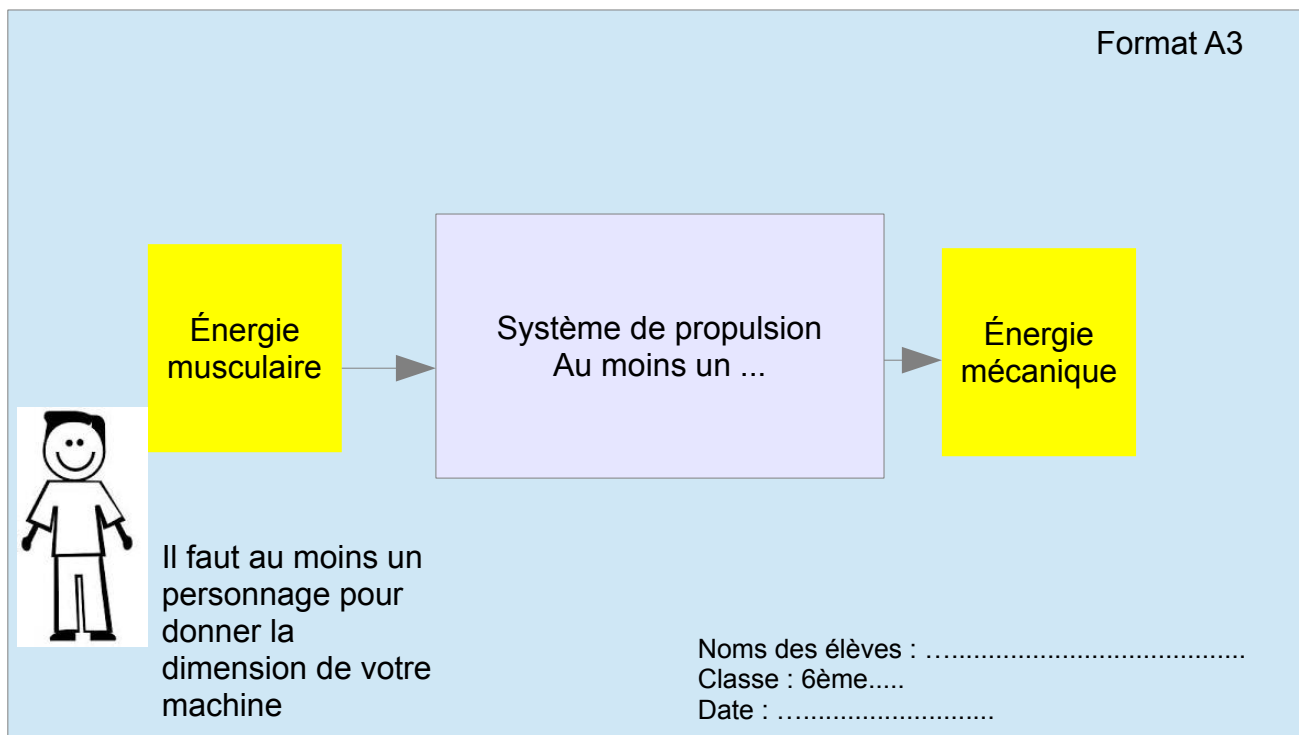 Format A3
Énergie
musculaire
Système de propulsion
Au moins un ...
Énergie
mécanique
Il faut au moins un
personnage pour
donner la
dimension de votre
machine
Noms des élèves : …........................................
Classe : 6ème.....
Date : ….........................